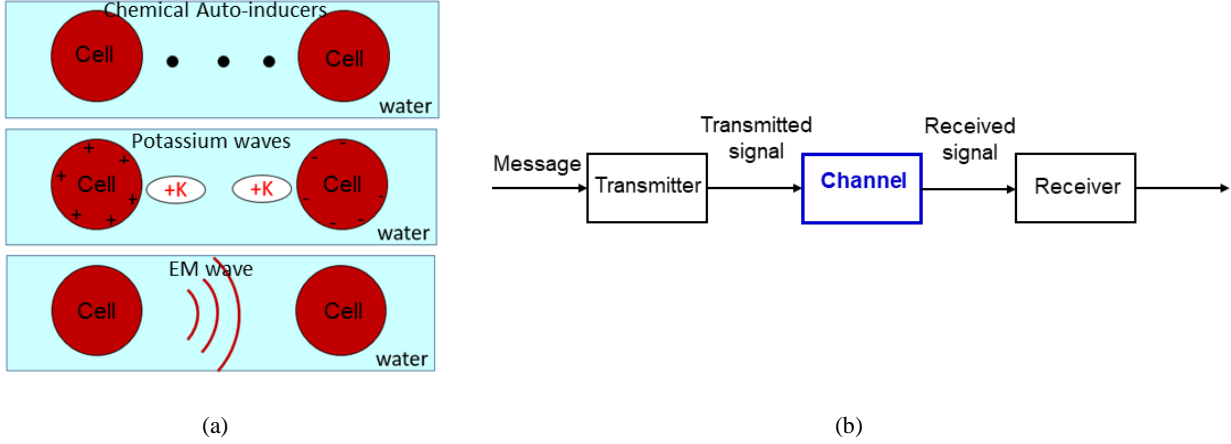 Chemical Auto-inducers
Cell
Cell
water
Potassium waves
+ + + + + + +
Cell
+K
+K
- - - - - - -
Cell
water
EM wave
Cell
Cell
water
(a)
Message
Transmitter
Transmitted
signal
Channel
Received
signal
Receiver
(b)